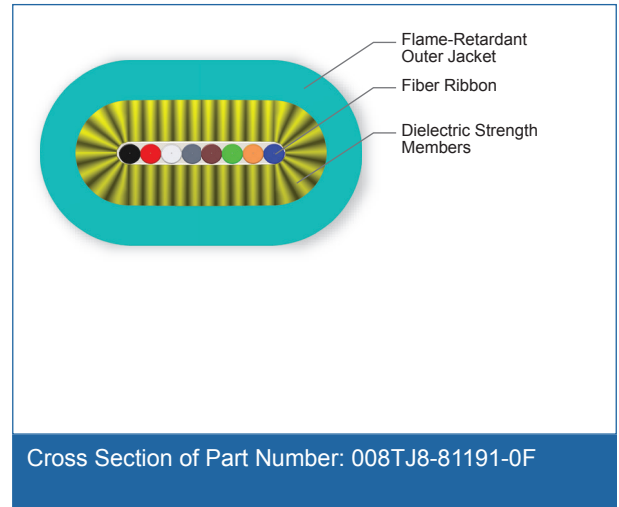 Flame-Retardant
Outer Jacket
Fiber Ribbon
Dielectric Strength
Members
Cross Section of Part Number: 008TJ8-81191-0F